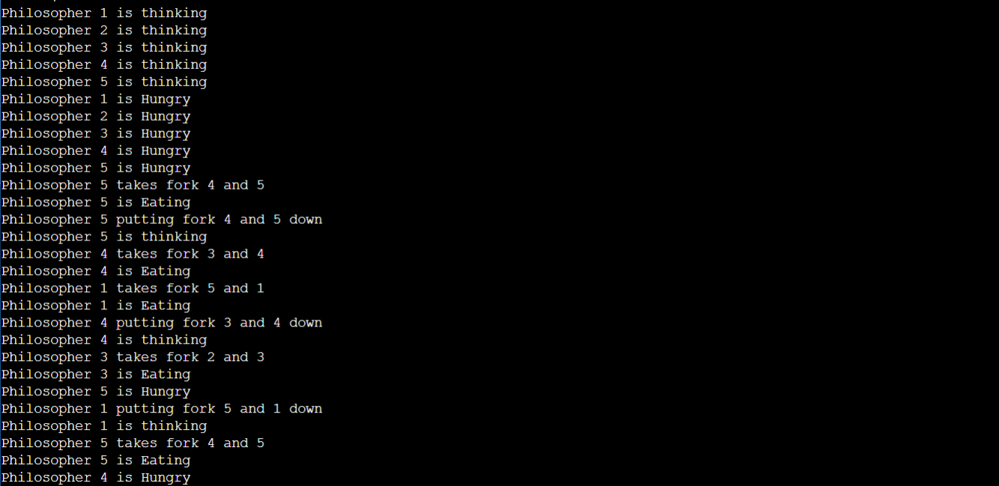 Philosopher 1 is thinking
Philosopher 2 is thinking
Philosopher 3 is thinking
Philosopher 4 is thinking
Philosopher 5 is thinking
Philosopher 1 is Hungry
Philosopher 2 is Hungry
Philosopher 3 is Hungry
Philosopher 4 is Hungry
Philosopher 5 is Hungry
Philosopher 5 takes fork 4 and 5
Philosopher 5 is Eating
Philosopher 5 putting fork 4 and 5 down
Philosopher 5 is thinking
Philosopher 4 takes fork 3 and 4
Philosopher 4 is Eating
Philosopher 1 takes fork 5 and 1
Philosopher 1 is Eating
Philosopher 4 putting fork 3 and 4 down
Philosopher 4 is thinking
Philosopher 3 takes fork 2 and 3
Philosopher 3 is Eating
Philosopher 5 is Hungry
Philosopher 1 putting fork 5 and 1 down
Philosopher 1 is thinking
Philosopher 5 takes fork 4 and 5
Philosopher 5 is Eating
Philosopher 4 is Hungry